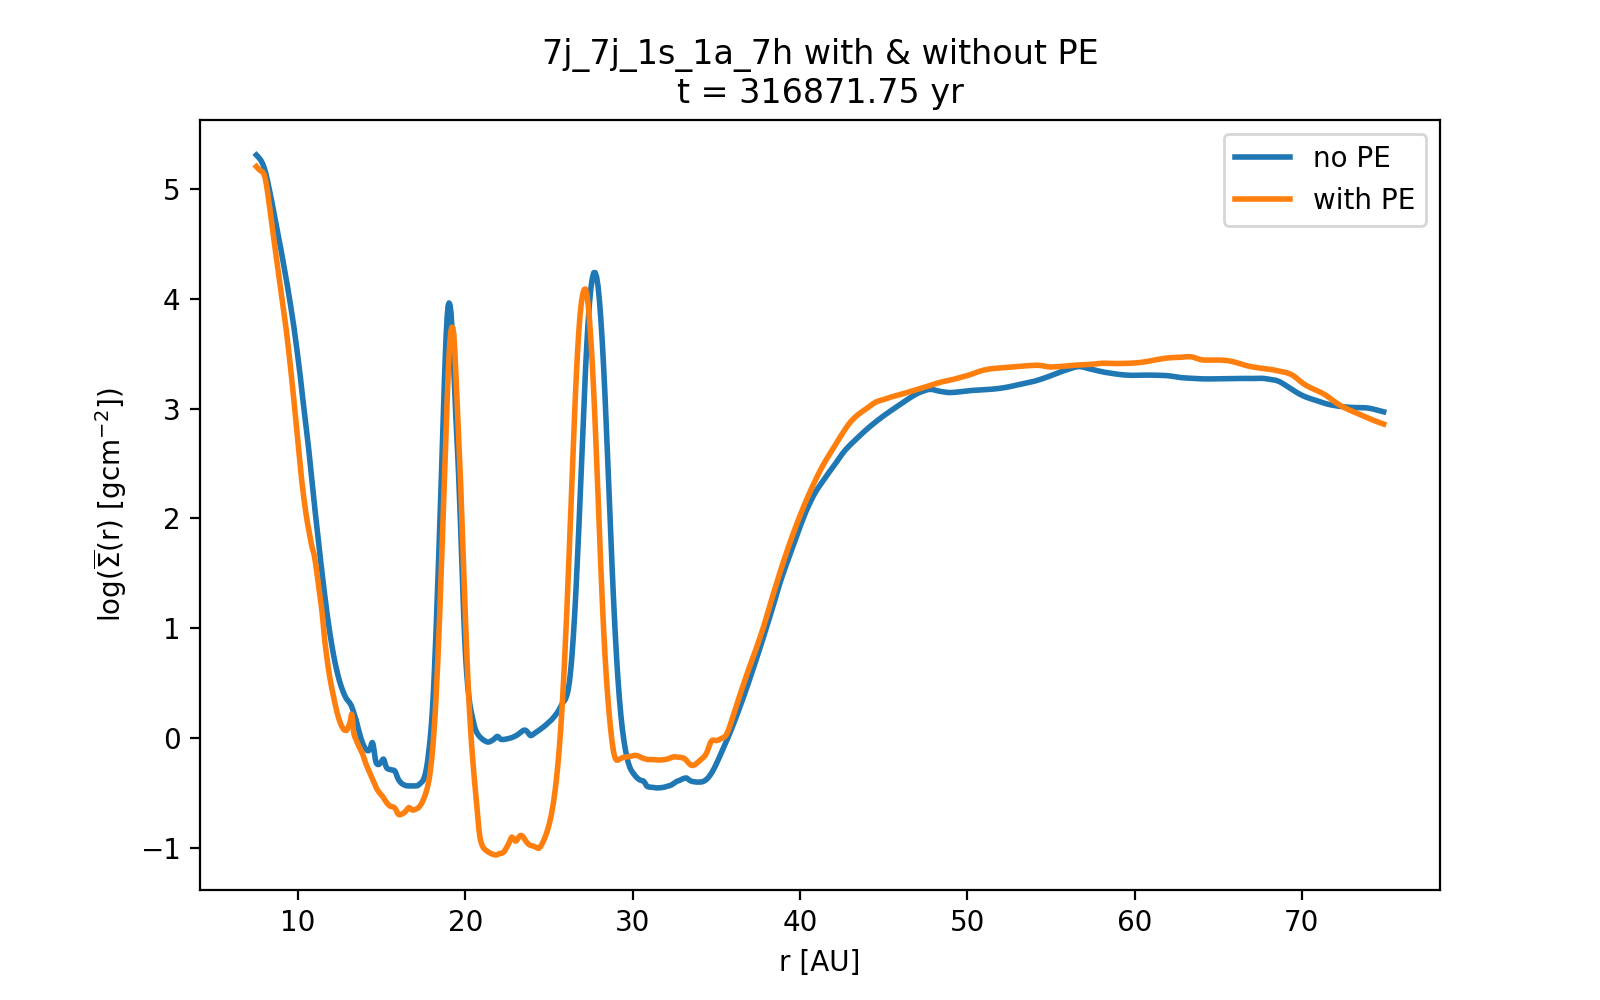 7j_7j_1s_1a_7h with & without PE
t = 316871.75 yr
no PE
with PE
log(Σ̅(r) [gcm⁻²])
5
4
3
2
1
0
−1
10 20 30 40 50 60 70
r [AU]